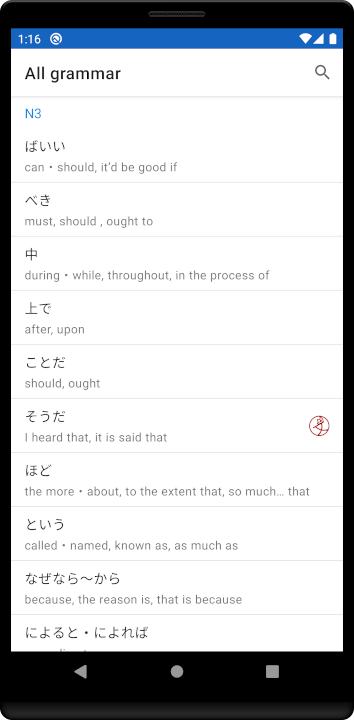 1:16
All grammar
N3
ばいい
can・should, it'd be good if
べき
must, should , ought to
中
during・while, throughout, in the process of
上で
after, upon
ことだ
should, ought
そうだ
I heard that, it is said that
ほど
the more・about, to the extent that, so much... that
という
called・named, known as, as much as
なぜなら〜から
because, the reason is, that is because
によると・によれば